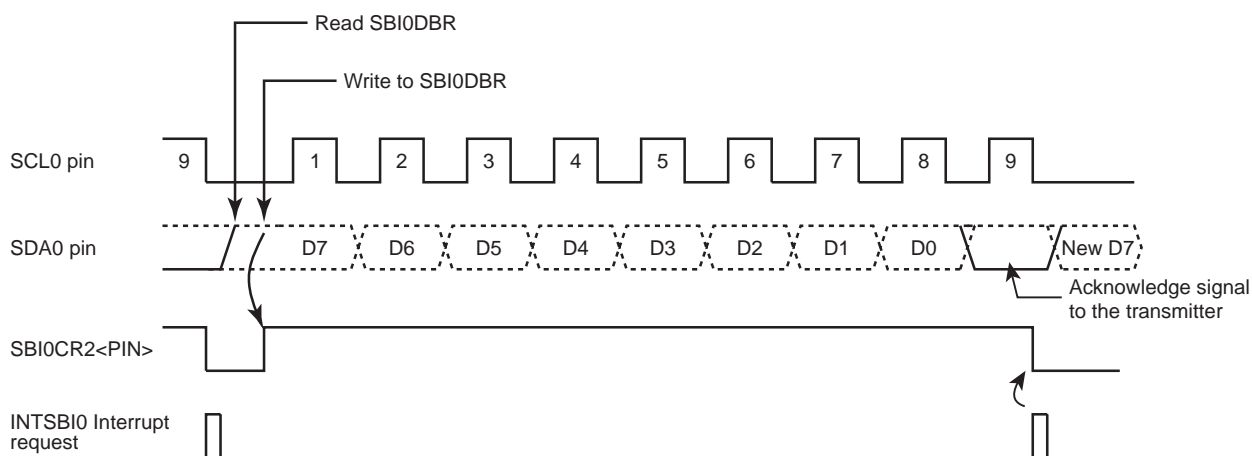 Read SBI0DBR
Write to SBI0DBR
SCL0 pin
9 1 2 3 4 5 6 7 8 9
SDA0 pin
D7 D6 D5 D4 D3 D2 D1 D0 New D7
Acknowledge signal
to the transmitter
SBI0CR2<PIN>
INTSBI0 Interrupt
request